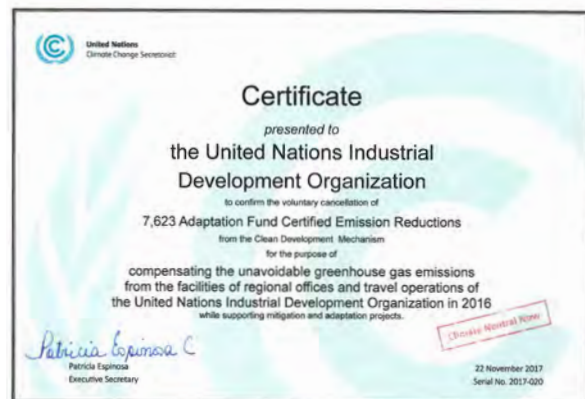 United Nations
Climate Change Secretariat
Certificate
presented to
the United Nations Industrial
Development Organization
to confirm the voluntary cancellation of
7,623 Adaptation Fund Certified Emission Reductions
from the Clean Development Mechanism
for the purpose of
compensating the unavoidable greenhouse gas emissions
from the facilities of regional offices and travel operations of
the United Nations Industrial Development Organization in 2016
while supporting mitigation and adaptation projects.
Climate Neutral Now
Patricia Espinosa C
Patricia Espinosa
Executive Secretary
22 November 2017
Serial No. 2017-020